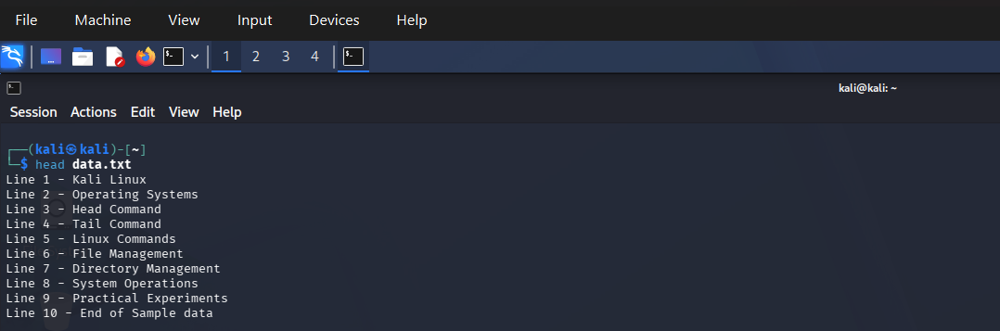 File Machine View Input Devices Help
1 2 3 4
kali@kali: ~
Session Actions Edit View Help
┌──(kali㉿kali)-[~]
└─$ head data.txt
Line 1 - Kali Linux
Line 2 - Operating Systems
Line 3 - Head Command
Line 4 - Tail Command
Line 5 - Linux Commands
Line 6 - File Management
Line 7 - Directory Management
Line 8 - System Operations
Line 9 - Practical Experiments
Line 10 - End of Sample data